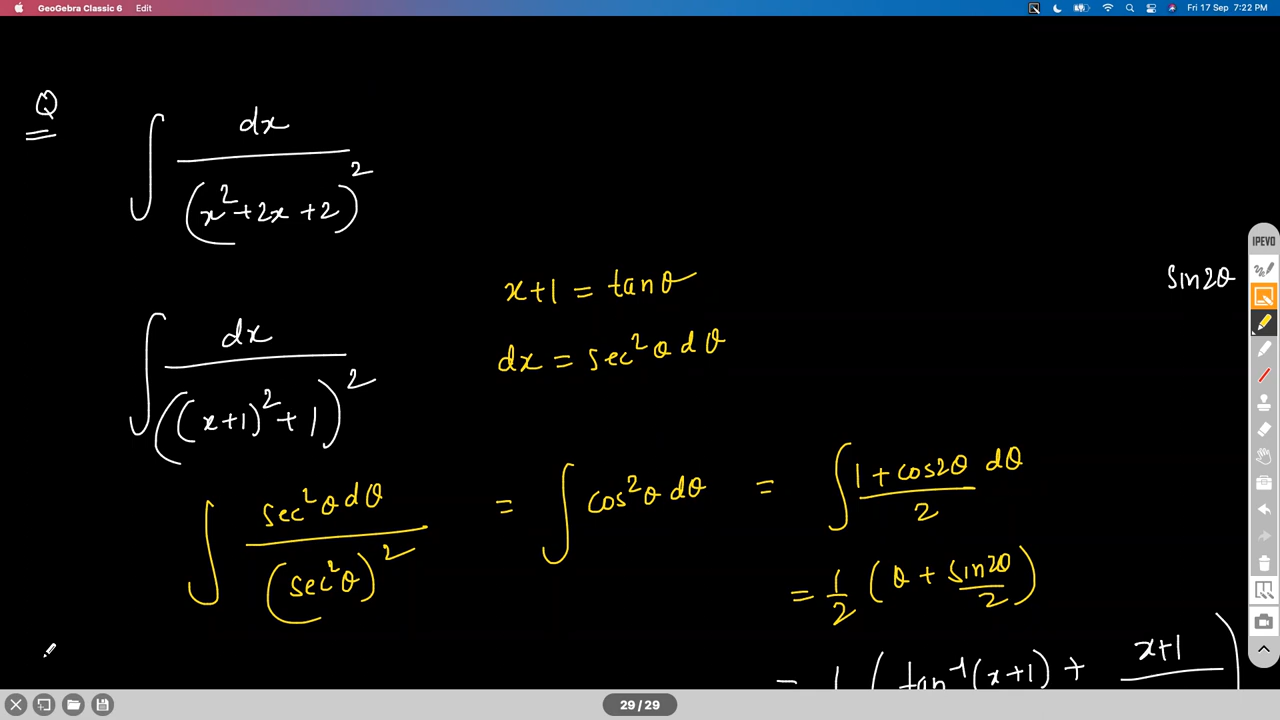 GeoGebra Classic 6 Edit Fri 17 Sep 7:22 PM
Q ∫ dx / (x²+2x+2)²
x+1 = tanθ
sin2θ
dx = sec²θ dθ
∫ dx / ((x+1)²+1)²
∫ sec²θ dθ / (sec²θ)² = ∫ cos²θ dθ = ∫ (1+cos2θ)/2 dθ
= 1/2 (θ + sin2θ/2)
= 1 (tan⁻¹(x+1) + x+1
IPEVO
29 / 29